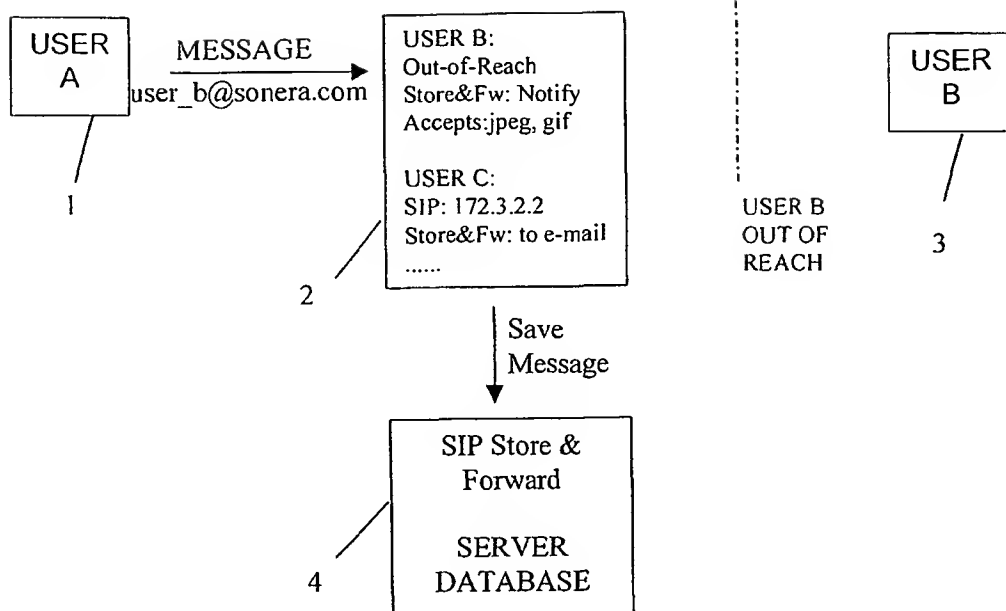 USER
A
1
MESSAGE
user_b@sonera.com
USER B:
Out-of-Reach
Store&Fw: Notify
Accepts:jpeg, gif
USER C:
SIP: 172.3.2.2
Store&Fw: to e-mail
......
2
USER B
OUT OF
REACH
USER
B
3
Save
Message
SIP Store &
Forward
SERVER
DATABASE
4